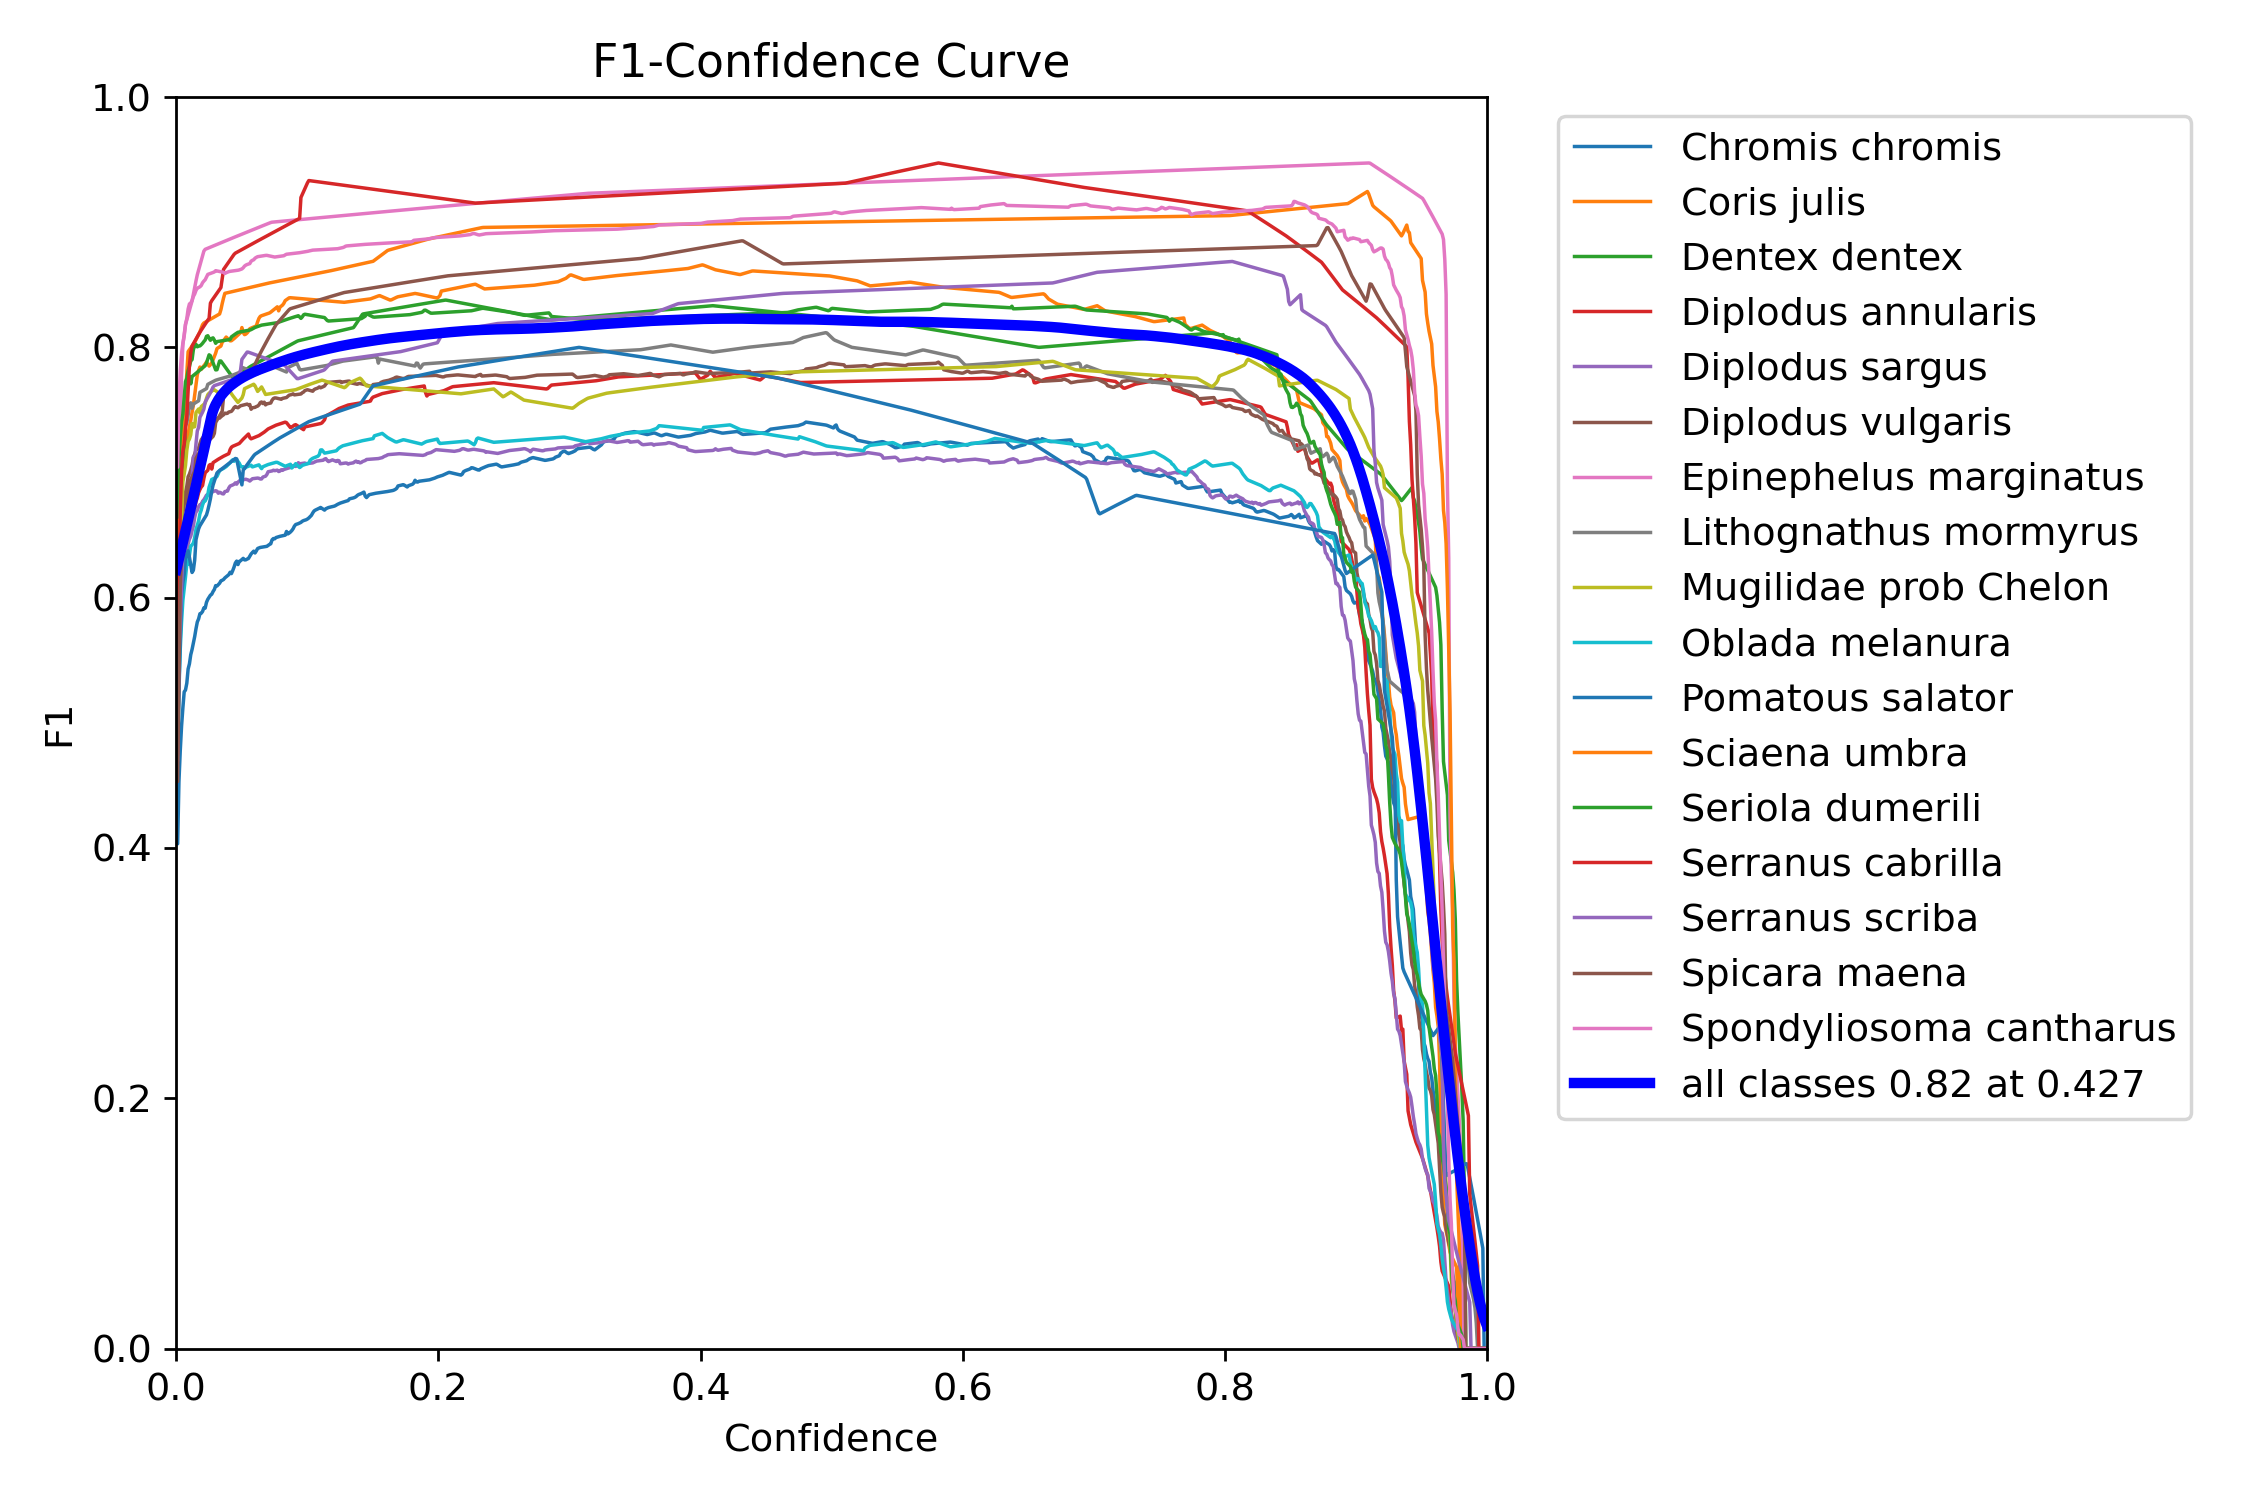 F1-Confidence Curve
1.0
0.8
0.6
0.4
0.2
0.0
F1
0.0 0.2 0.4 0.6 0.8 1.0
Confidence
Chromis chromis
Coris julis
Dentex dentex
Diplodus annularis
Diplodus sargus
Diplodus vulgaris
Epinephelus marginatus
Lithognathus mormyrus
Mugilidae prob Chelon
Oblada melanura
Pomatous salator
Sciaena umbra
Seriola dumerili
Serranus cabrilla
Serranus scriba
Spicara maena
Spondyliosoma cantharus
all classes 0.82 at 0.427